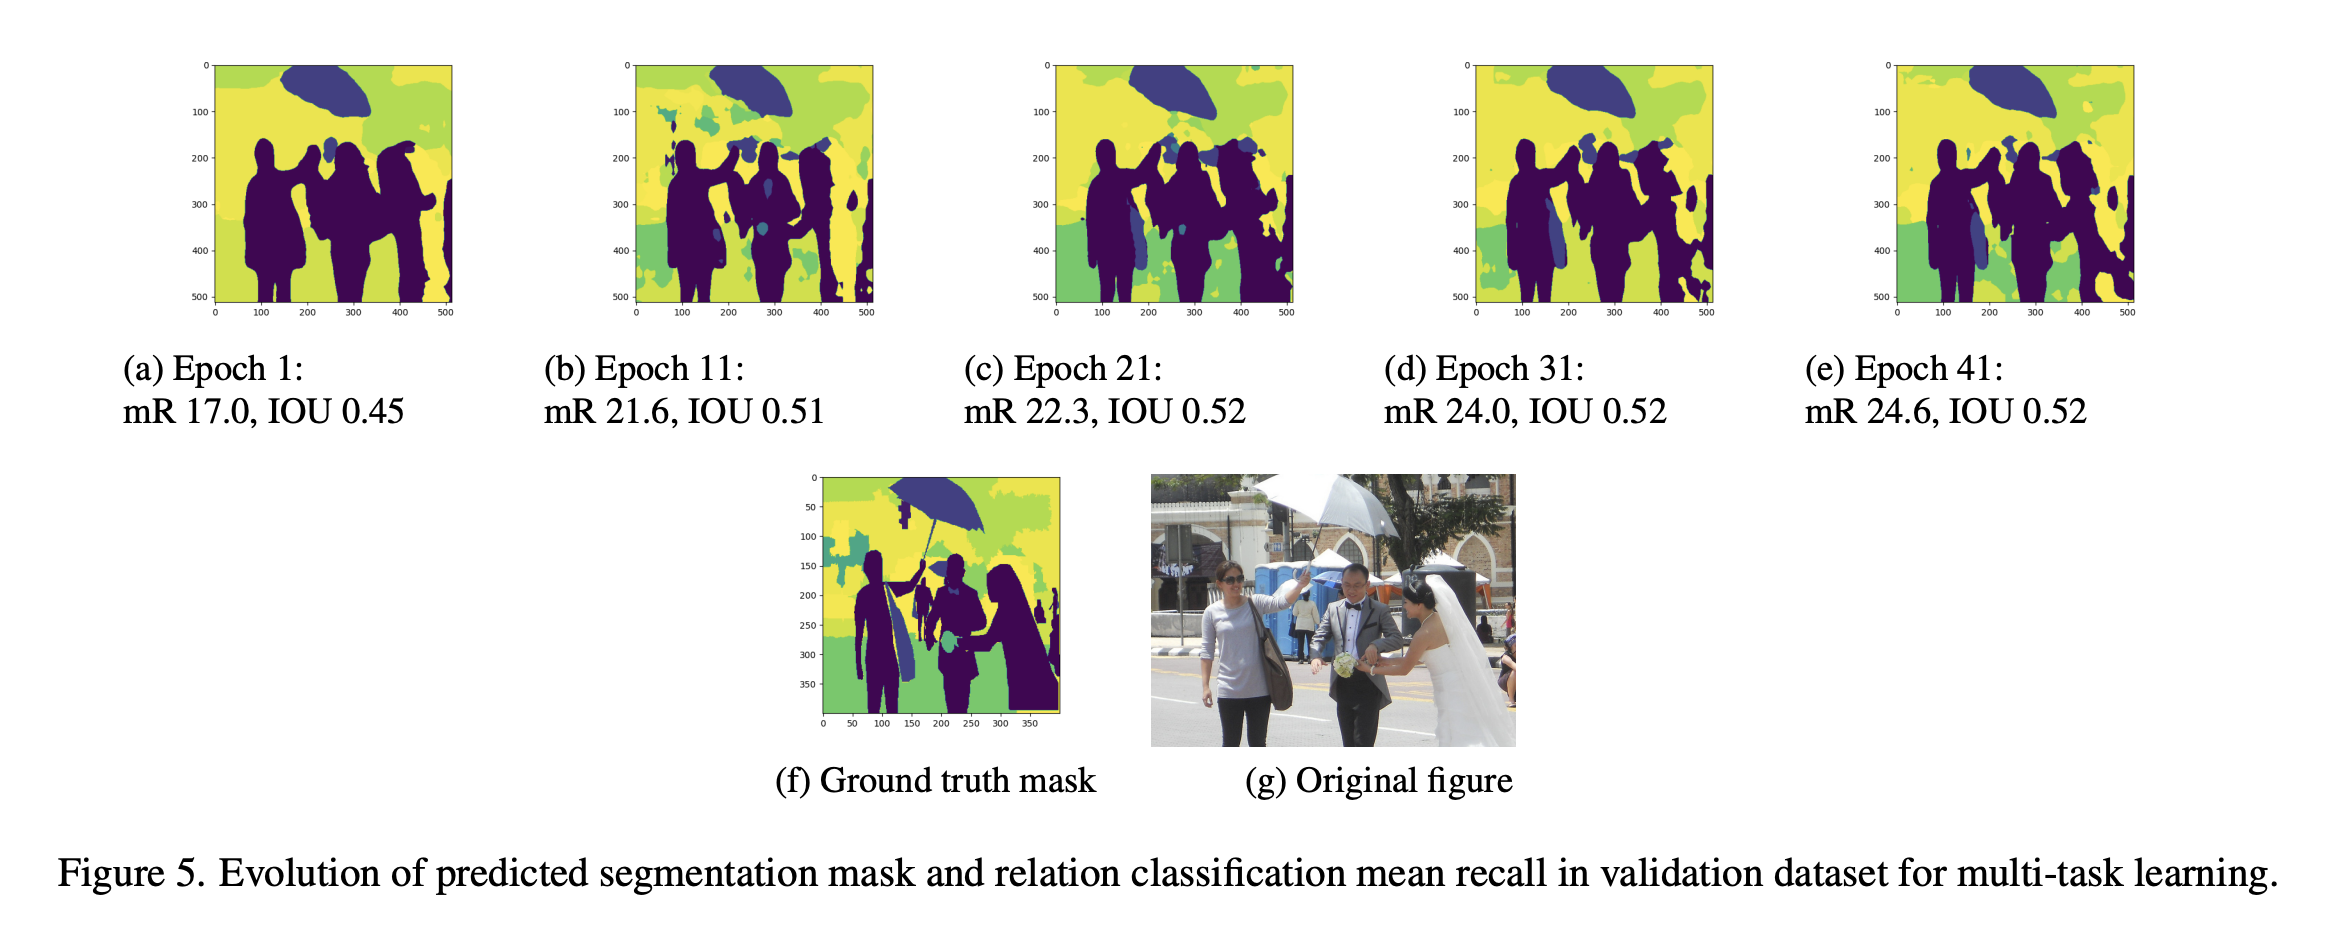 0
100
200
300
400
500
0 100 200 300 400 500
0
100
200
300
400
500
0 100 200 300 400 500
0
100
200
300
400
500
0 100 200 300 400 500
0
100
200
300
400
500
0 100 200 300 400 500
0
100
200
300
400
500
0 100 200 300 400 500
(a) Epoch 1:
mR 17.0, IOU 0.45
(b) Epoch 11:
mR 21.6, IOU 0.51
(c) Epoch 21:
mR 22.3, IOU 0.52
(d) Epoch 31:
mR 24.0, IOU 0.52
(e) Epoch 41:
mR 24.6, IOU 0.52
0
50
100
150
200
250
300
350
0 50 100 150 200 250 300 350
(f) Ground truth mask
(g) Original figure
Figure 5. Evolution of predicted segmentation mask and relation classification mean recall in validation dataset for multi-task learning.